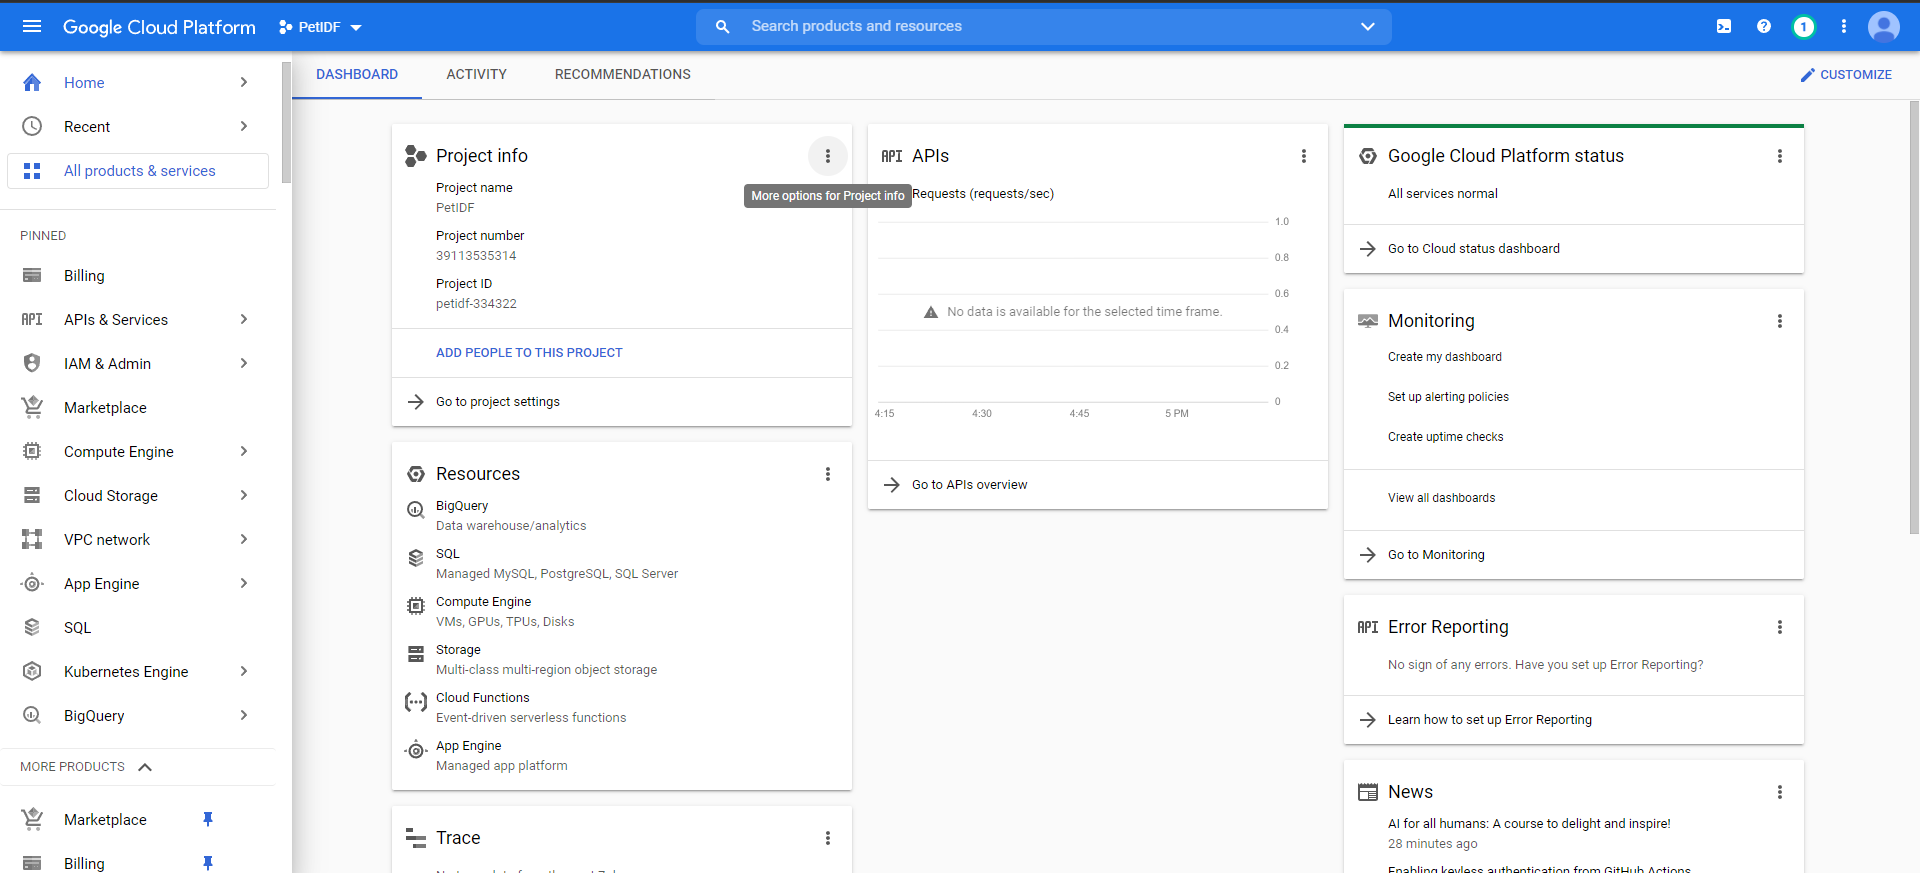 Google Cloud Platform
PetIDF
Search products and resources
1
Home
Recent
All products & services
PINNED
Billing
API
APIs & Services
IAM & Admin
Marketplace
Compute Engine
Cloud Storage
VPC network
App Engine
SQL
Kubernetes Engine
BigQuery
MORE PRODUCTS
Marketplace
Billing
DASHBOARD
ACTIVITY
RECOMMENDATIONS
CUSTOMIZE
Project info
More options for Project info
Project name
PetIDF
Project number
39113535314
Project ID
petidf-334322
ADD PEOPLE TO THIS PROJECT
Go to project settings
Resources
BigQuery
Data warehouse/analytics
SQL
Managed MySQL, PostgreSQL, SQL Server
Compute Engine
VMs, GPUs, TPUs, Disks
Storage
Multi-class multi-region object storage
Cloud Functions
Event-driven serverless functions
App Engine
Managed app platform
Trace
API
APIs
Requests (requests/sec)
1.0
0.8
0.6
No data is available for the selected time frame.
0.4
0.2
0
4:15
4:30
4:45
5 PM
Go to APIs overview
Google Cloud Platform status
All services normal
Go to Cloud status dashboard
Monitoring
Create my dashboard
Set up alerting policies
Create uptime checks
View all dashboards
Go to Monitoring
API
Error Reporting
No sign of any errors. Have you set up Error Reporting?
Learn how to set up Error Reporting
News
AI for all humans: A course to delight and inspire!
28 minutes ago
Enabling keyless authentication from GitHub Actions